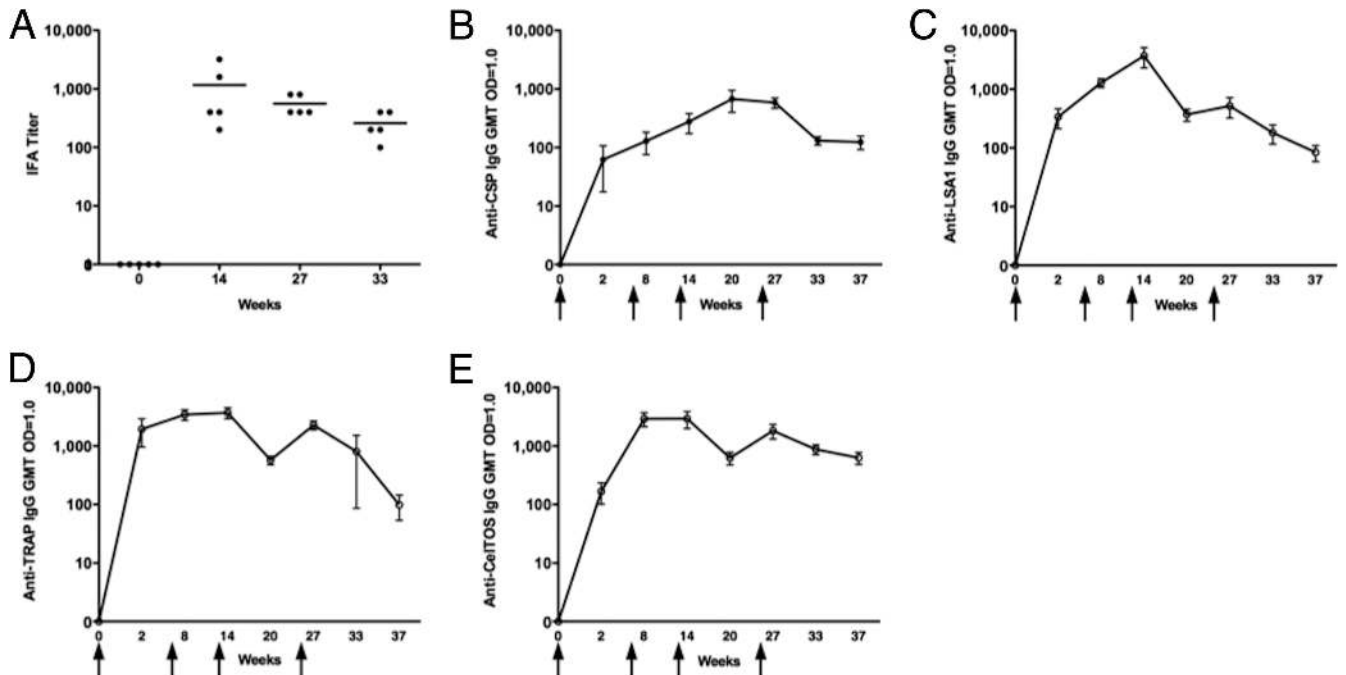 A
10,000
1,000
100
10
0
IFA Titer
0 14 27 33
Weeks
B
10,000
1,000
100
10
0
Anti-CSP IgG GMT OD=1.0
0 2 8 14 20 27 33 37
Weeks
C
10,000
1,000
100
10
0
Anti-LSA1 IgG GMT OD=1.0
0 2 8 14 20 27 33 37
Weeks
D
10,000
1,000
100
10
0
Anti-TRAP IgG GMT OD=1.0
0 2 8 14 20 27 33 37
Weeks
E
10,000
1,000
100
10
0
Anti-CelTOS IgG GMT OD=1.0
0 2 8 14 20 27 33 37
Weeks